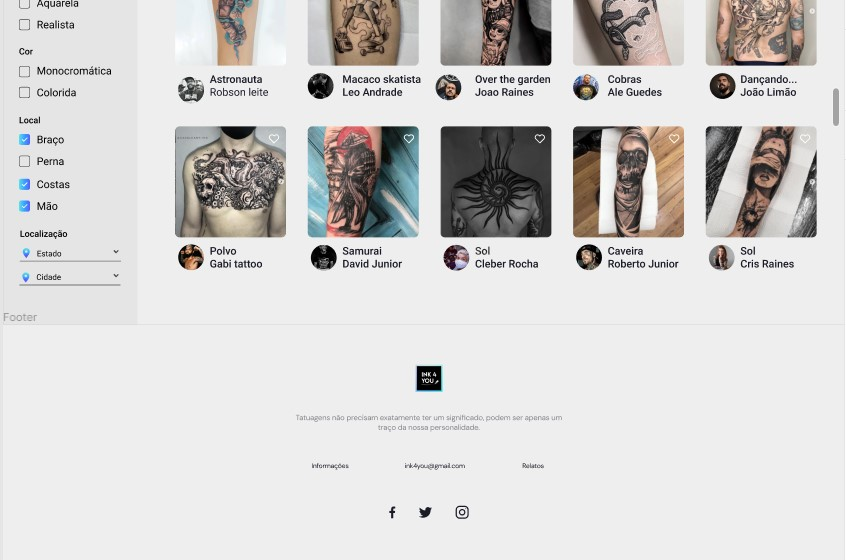 Aquarela
Realista
Cor
Monocromática
Colorida
Local
Braço
Perna
Costas
Mão
Localização
Estado
Cidade
Astronauta
Robson leite
Macaco skatista
Leo Andrade
Over the garden
Joao Raines
Cobras
Ale Guedes
Dançando...
João Limão
Polvo
Gabi tattoo
Samurai
David Junior
Sol
Cleber Rocha
Caveira
Roberto Junior
Sol
Cris Raines
Footer
INK 4
YOU
Tatuagens não precisam exatamente ter um significado, podem ser apenas um
traço da nossa personalidade.
Informações
ink4you@gmail.com
Relatos